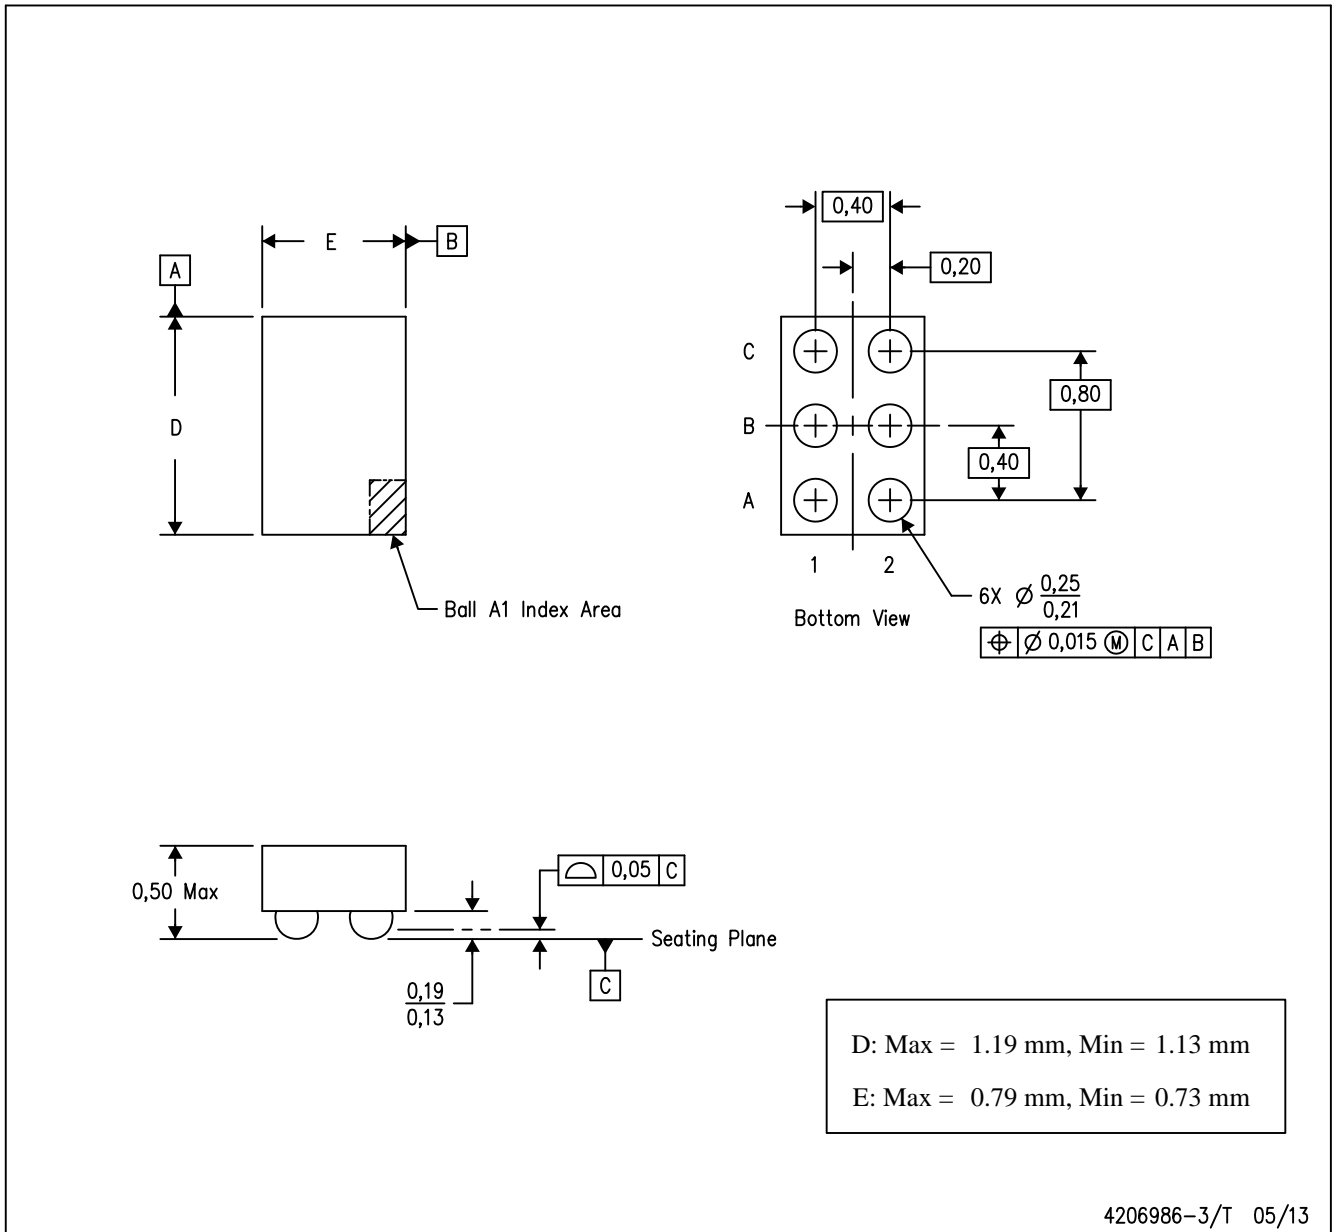 0,40
E
B
A
0,20
C
D
0,80
B
0,40
A
1
2
6X Ø 0,25
0,21
Ball A1 Index Area
Bottom View
⌖ Ø 0,015 Ⓜ C A B
0,05 C
0,50 Max
Seating Plane
C
0,19
0,13
D: Max = 1.19 mm, Min = 1.13 mm
E: Max = 0.79 mm, Min = 0.73 mm
4206986-3/T 05/13